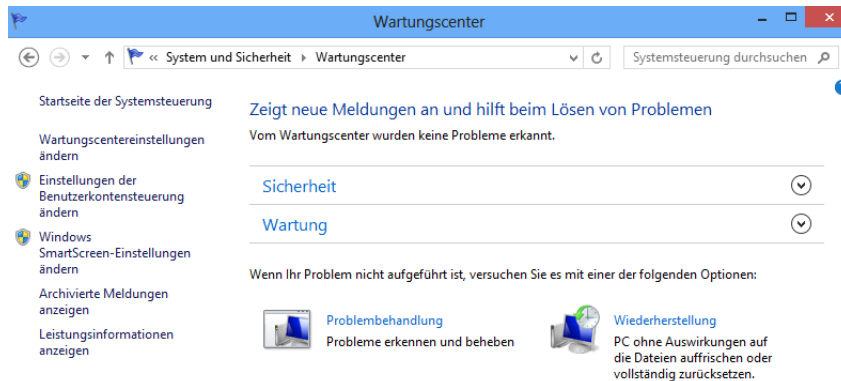 Wartungscenter
« System und Sicherheit ▸ Wartungscenter
Systemsteuerung durchsuchen
Startseite der Systemsteuerung
Wartungscentereinstellungen
ändern
Einstellungen der
Benutzerkontensteuerung
ändern
Windows
SmartScreen-Einstellungen
ändern
Archivierte Meldungen
anzeigen
Leistungsinformationen
anzeigen
Zeigt neue Meldungen an und hilft beim Lösen von Problemen
Vom Wartungscenter wurden keine Probleme erkannt.
Sicherheit
Wartung
Wenn Ihr Problem nicht aufgeführt ist, versuchen Sie es mit einer der folgenden Optionen:
Problembehandlung
Probleme erkennen und beheben
Wiederherstellung
PC ohne Auswirkungen auf
die Dateien auffrischen oder
vollständig zurücksetzen.